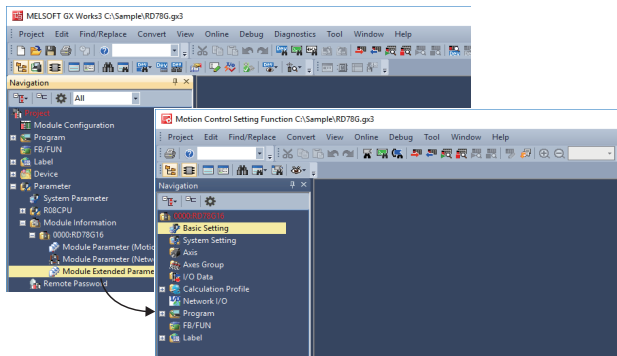 MELSOFT GX Works3 C:\Sample\RD78G.gx3
Project Edit Find/Replace Convert View Online Debug Diagnostics Tool Window Help
Navigation
All
Project
Module Configuration
Program
FB/FUN
Label
Device
Parameter
System Parameter
R08CPU
Module Information
0000:RD78G16
Module Parameter (Motic
Module Parameter (Netw
Module Extended Parame
Remote Password
Motion Control Setting Function C:\Sample\RD78G.gx3
Project Edit Find/Replace Convert View Online Debug Tool Window Help
Navigation
0000:RD78G16
Basic Setting
System Setting
Axis
Axes Group
I/O Data
Calculation Profile
Network I/O
Program
FB/FUN
Label